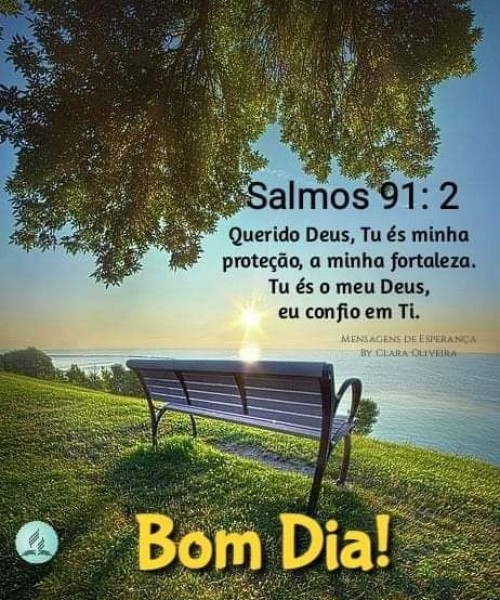 Salmos 91: 2
Querido Deus, Tu és minha
proteção, a minha fortaleza.
Tu és o meu Deus,
eu confio em Ti.
Mensagens de Esperança
By Clara Oliveira
Bom Dia!